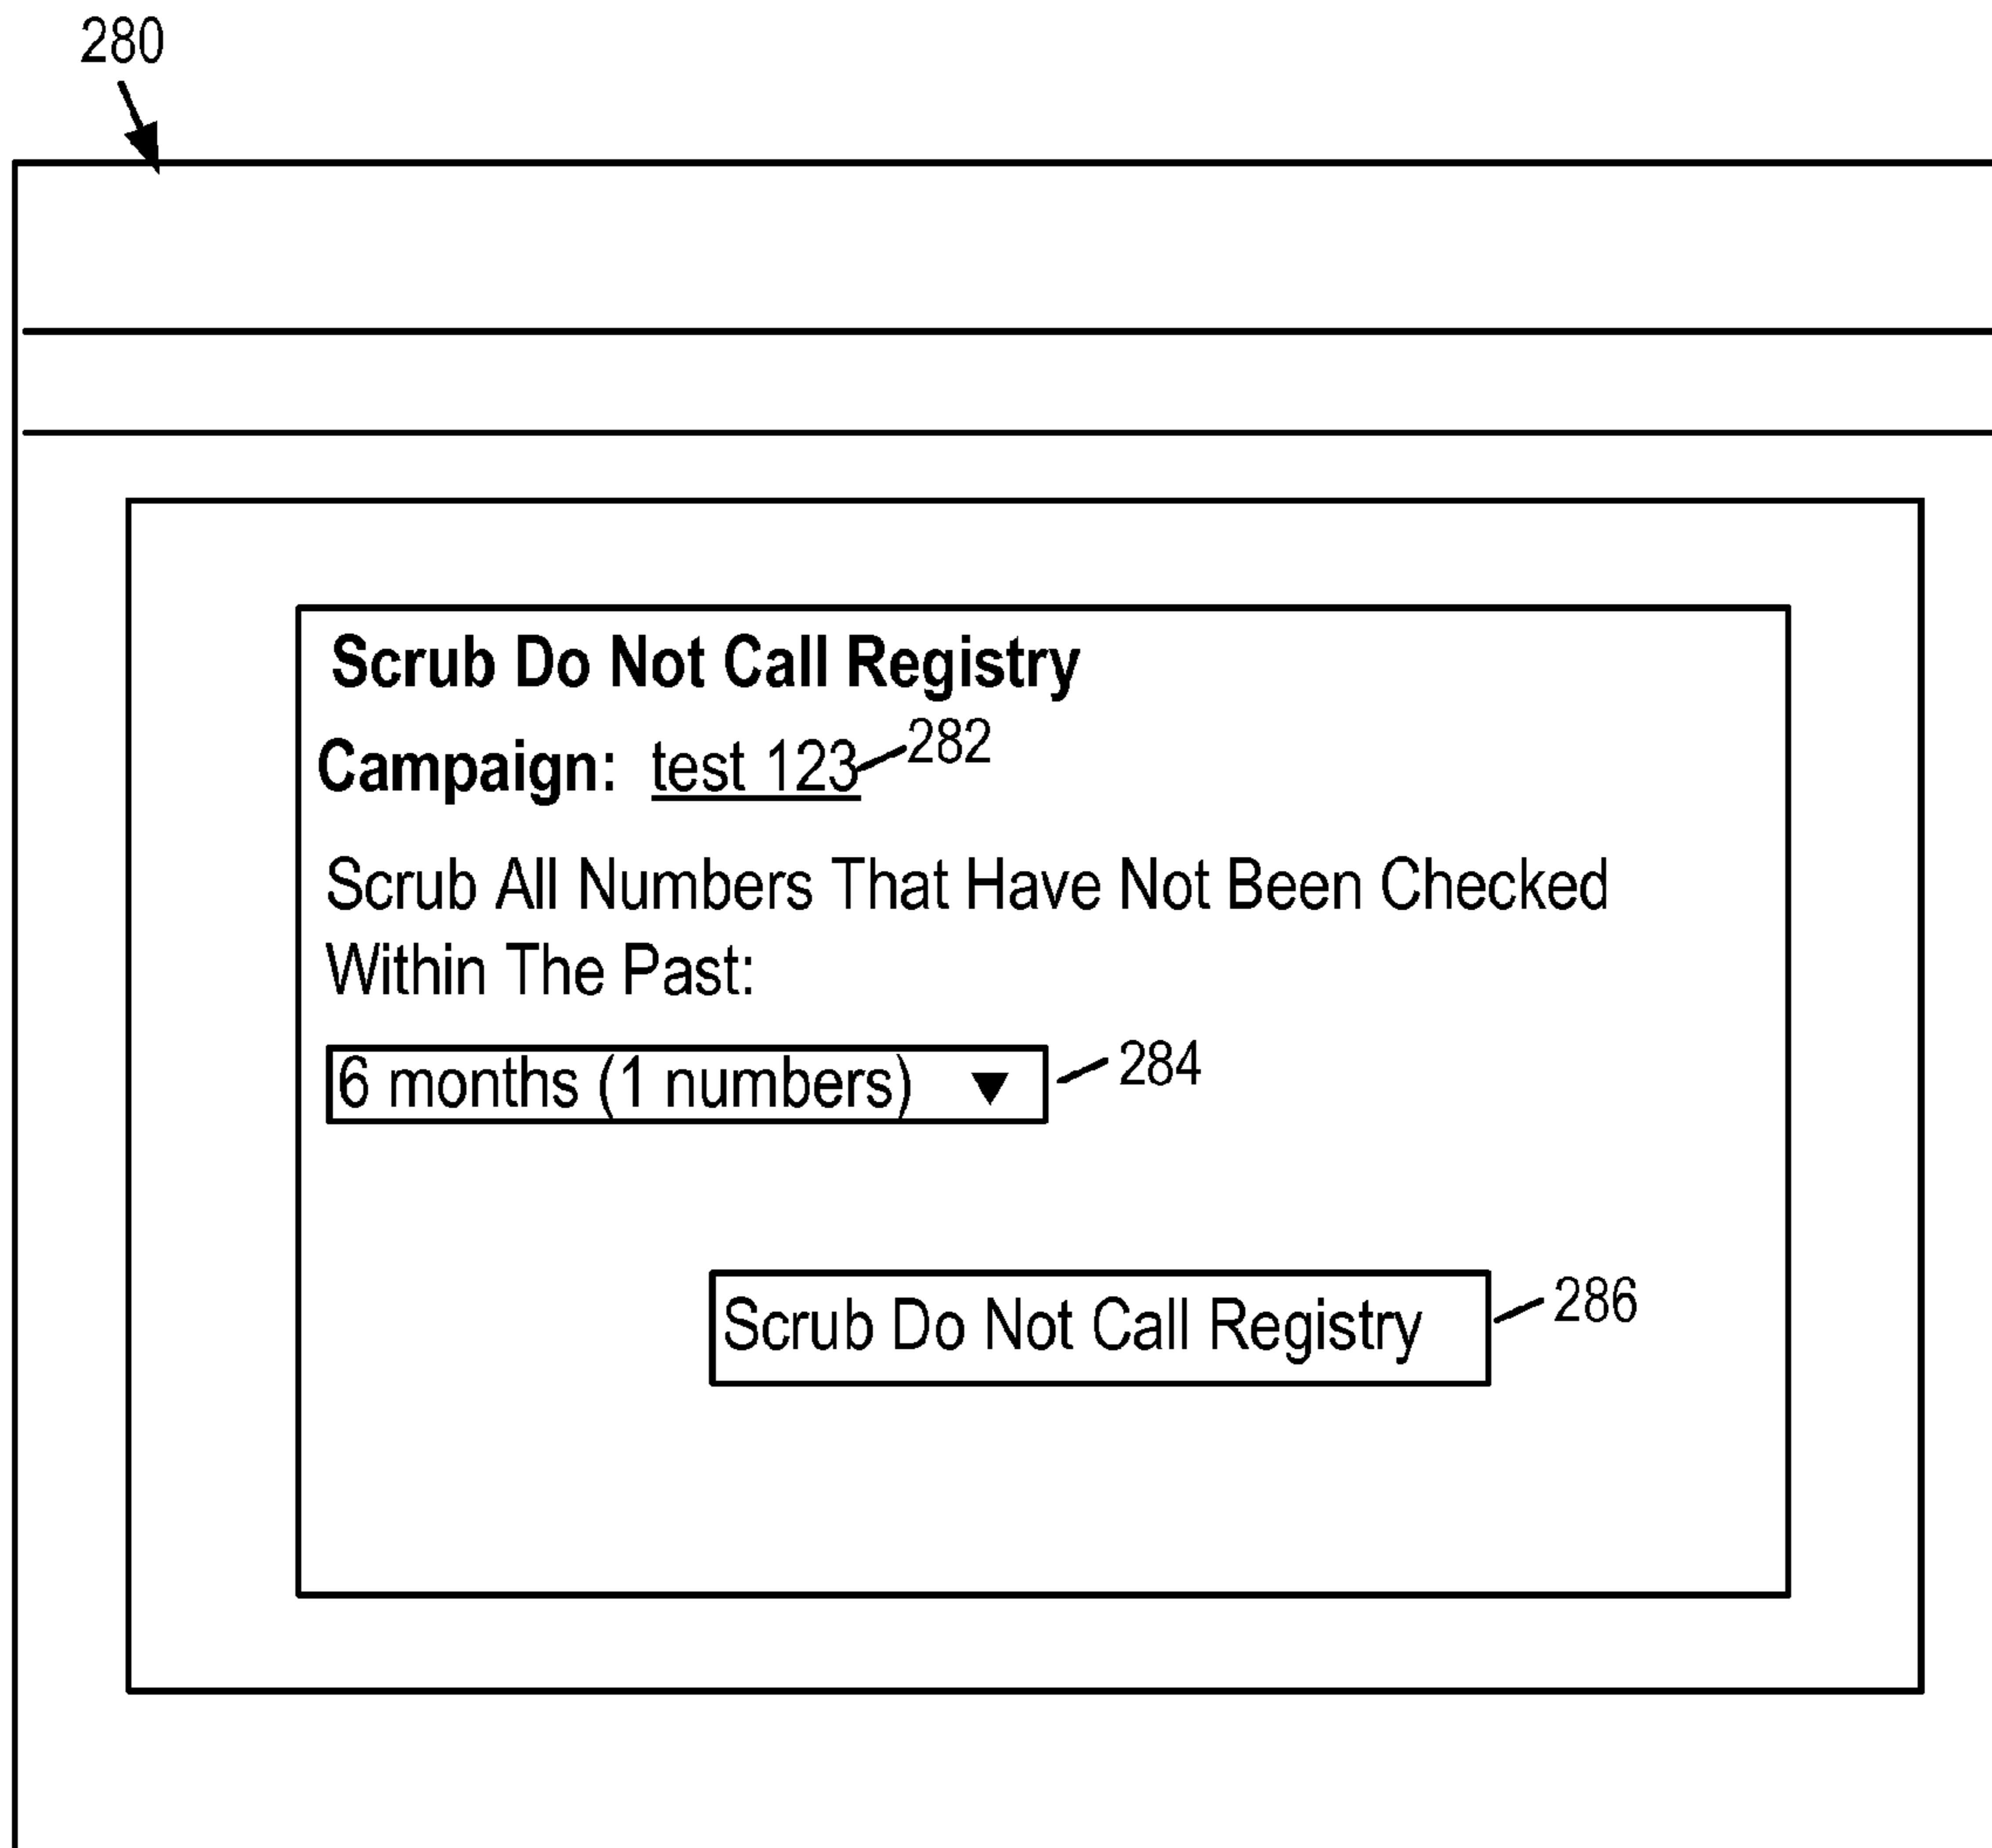 280
Scrub Do Not Call Registry
Campaign: test 123 282
Scrub All Numbers That Have Not Been Checked
Within The Past:
6 months (1 numbers) ▼ 284
Scrub Do Not Call Registry 286